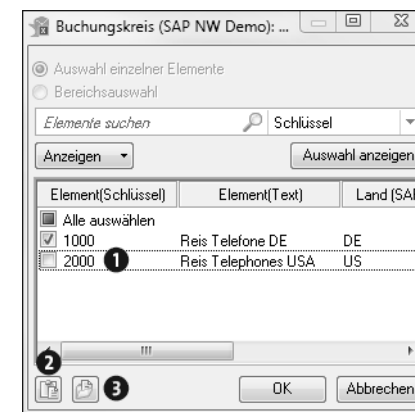 Buchungskreis (SAP NW Demo): ...
Auswahl einzelner Elemente
Bereichsauswahl
Elemente suchen Schlüssel
Anzeigen Auswahl anzeigen
Element(Schlüssel) Element(Text) Land (SAP
Alle auswählen
1000 Reis Telefone DE DE
2000 1 Reis Telephones USA US
2
3 OK Abbrechen